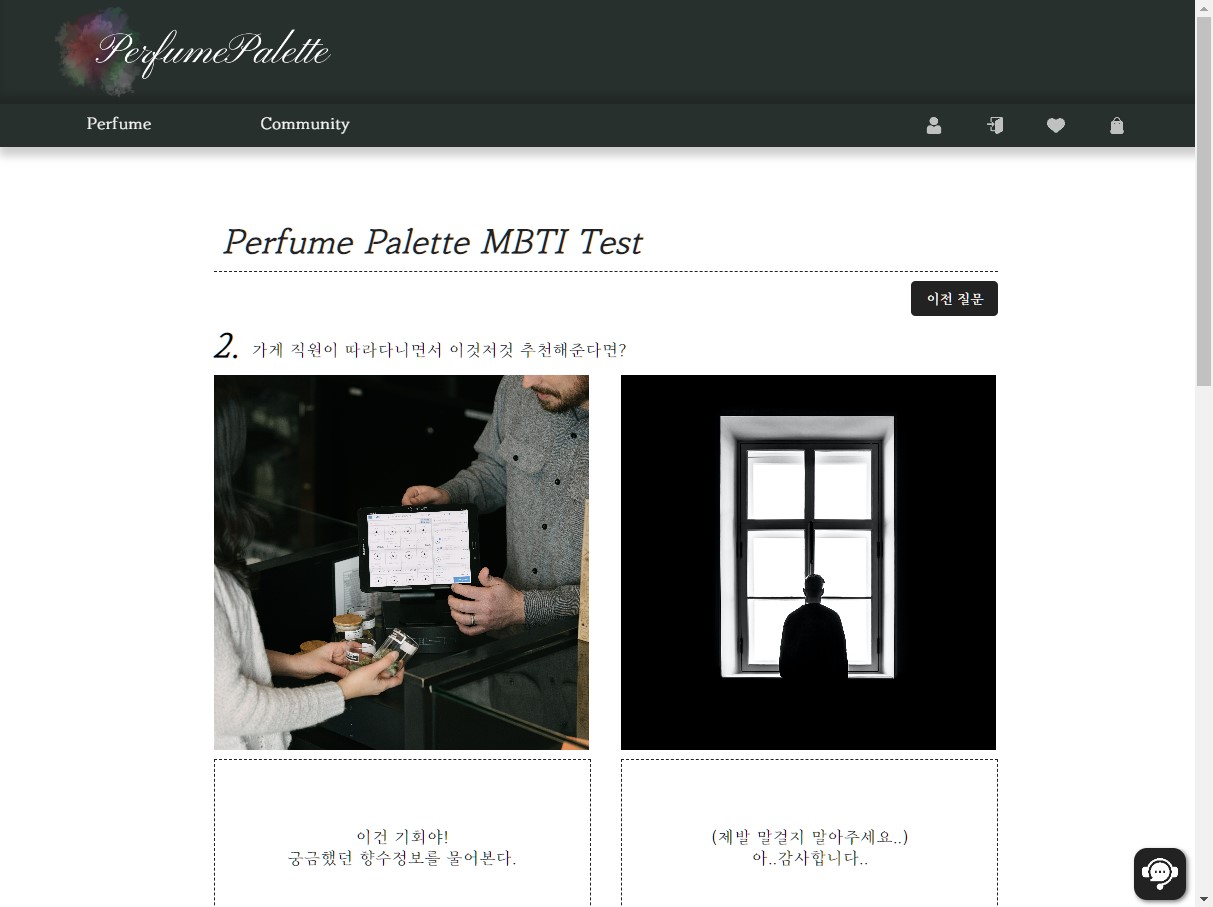 PerfumePalette
Perfume
Community
Perfume Palette MBTI Test
이전 질문
2. 가게 직원이 따라다니면서 이것저것 추천해준다면?
이건 기회야!
궁금했던 향수정보를 물어본다.
(제발 말걸지 말아주세요..)
아..감사합니다..